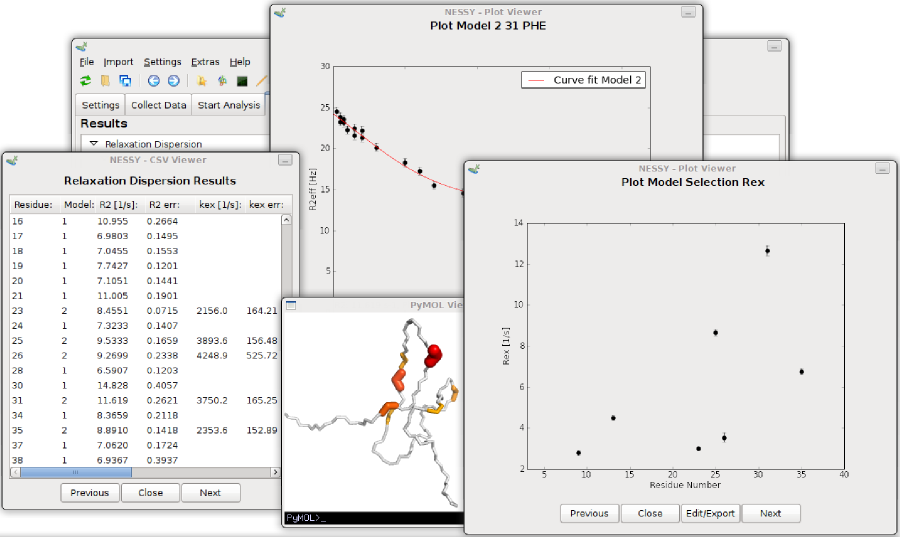 NESSY - Plot Viewer
Plot Model 2 31 PHE
30
25
20
15
5
R2eff [Hz]
Curve fit Model 2
File Import Settings Extras Help
Settings Collect Data Start Analysis
Results
Relaxation Dispersion
NESSY - CSV Viewer
Relaxation Dispersion Results
Residue: Model: R2 [1/s]: R2 err: kex [1/s]: kex err:
16 1 10.955 0.2664
17 1 6.9803 0.1495
18 1 7.0455 0.1553
19 1 7.7427 0.1201
20 1 7.1051 0.1441
21 1 11.005 0.1901
23 2 8.4551 0.0715 2156.0 164.21
24 1 7.3233 0.1407
25 2 9.5333 0.1659 3893.6 156.48
26 2 9.2699 0.2338 4248.9 525.72
28 1 6.5907 0.1203
30 1 14.828 0.4057
31 2 11.619 0.2621 3750.2 165.25
34 1 8.3659 0.2118
35 2 8.8910 0.1418 2353.6 152.89
37 1 7.0620 0.1724
38 1 6.9367 0.3937
Previous Close Next
PyMOL Vie
PyMOL>_
NESSY - Plot Viewer
Plot Model Selection Rex
14
12
10
8
6
4
2
Rex [1/s]
5 10 15 20 25 30 35 40
Residue Number
Previous Close Edit/Export Next